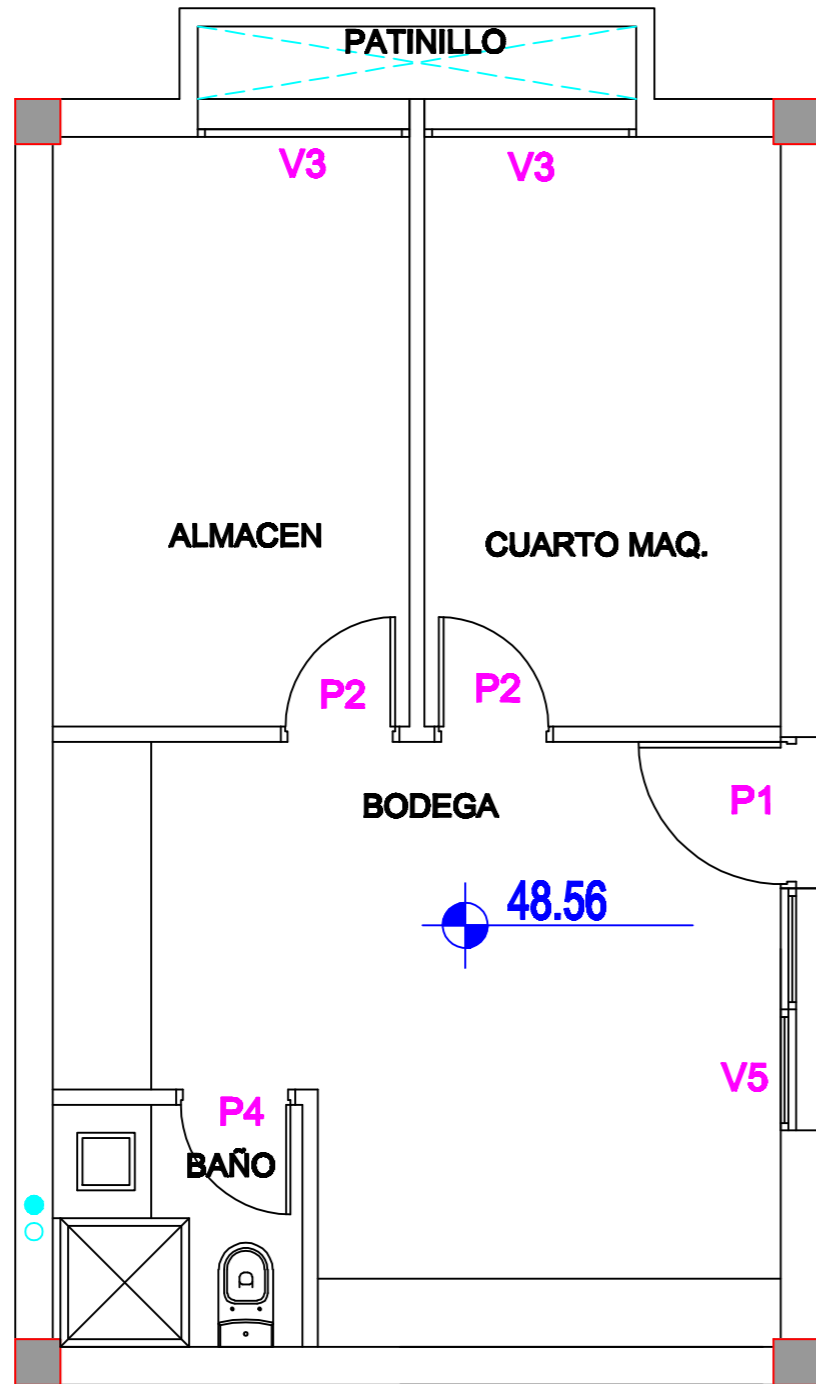 PATINILLO
V3
V3
ALMACEN
CUARTO MAQ.
P2
P2
P1
BODEGA
48.56
V5
P4
BAÑO